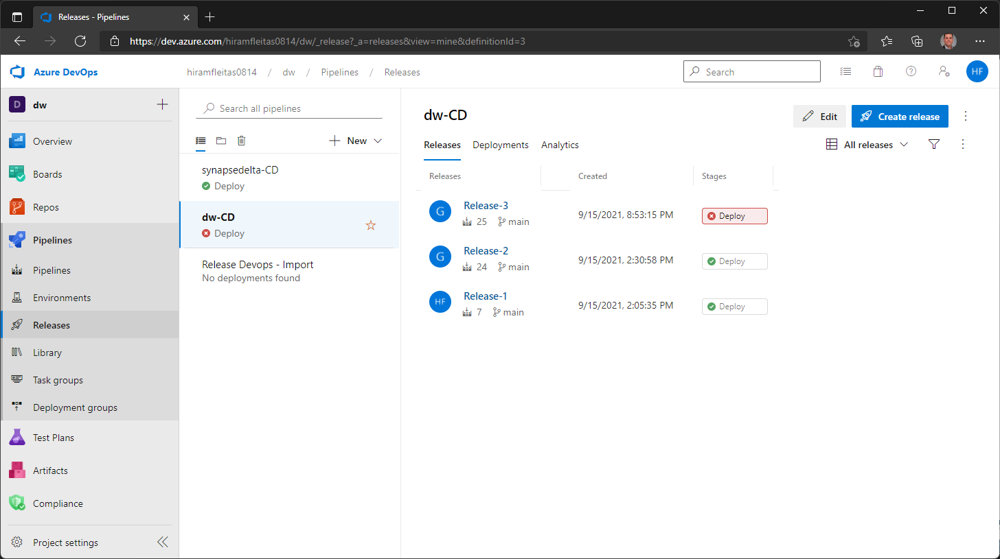 Releases - Pipelines
https://dev.azure.com/hiramfleitas0814/dw/_release?_a=releases&view=mine&definitionId=3
Azure DevOps
hiramfleitas0814 / dw / Pipelines / Releases
Search
HF
D dw
Overview
Boards
Repos
Pipelines
Pipelines
Environments
Releases
Library
Task groups
Deployment groups
Test Plans
Artifacts
Compliance
Project settings
Search all pipelines
New
synapsedelta-CD
Deploy
dw-CD
Deploy
Release Devops - Import
No deployments found
dw-CD
Edit
Create release
Releases Deployments Analytics
All releases
Releases Created Stages
G Release-3
25 main
9/15/2021, 8:53:15 PM
Deploy
G Release-2
24 main
9/15/2021, 2:30:58 PM
Deploy
HF Release-1
7 main
9/15/2021, 2:05:35 PM
Deploy